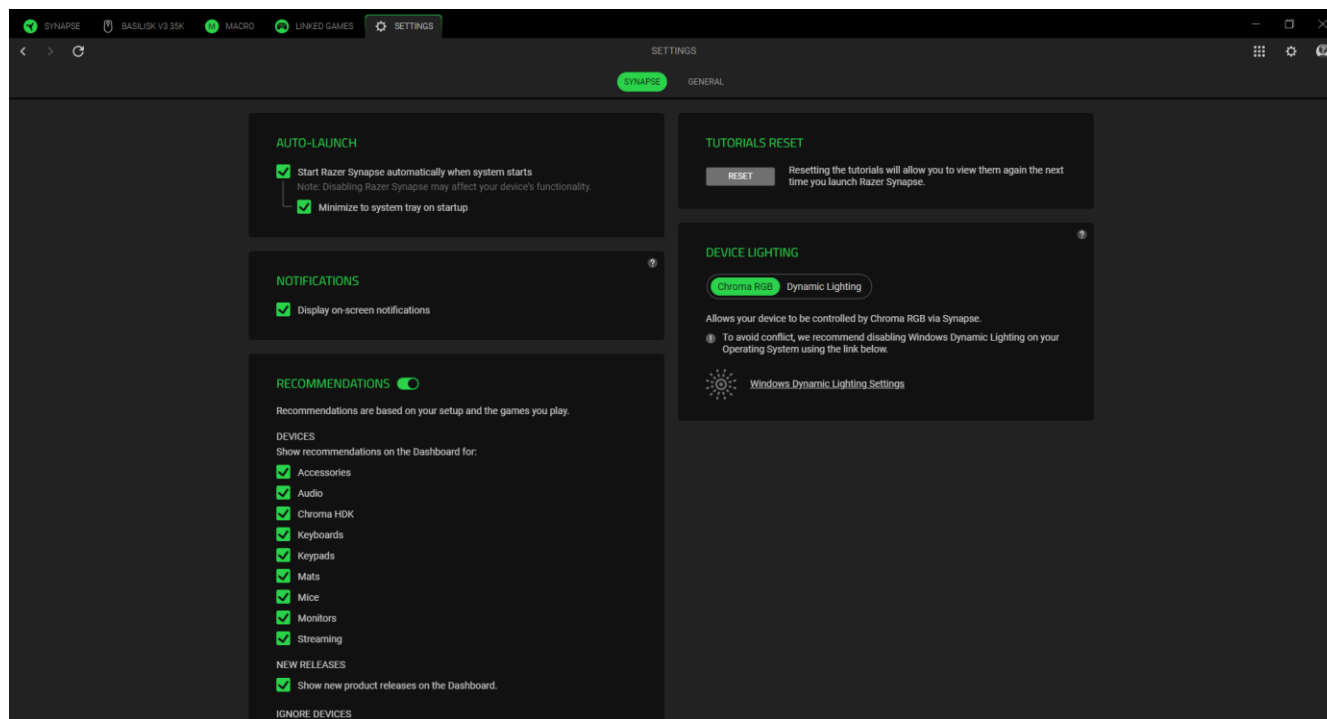 SYNAPSE
BASILISK V3 35K
M
MACRO
LINKED GAMES
SETTINGS
SETTINGS
SYNAPSE
GENERAL
AUTO-LAUNCH
Start Razer Synapse automatically when system starts
Note: Disabling Razer Synapse may affect your device's functionality.
Minimize to system tray on startup
NOTIFICATIONS
?
Display on-screen notifications
RECOMMENDATIONS
Recommendations are based on your setup and the games you play.
DEVICES
Show recommendations on the Dashboard for:
Accessories
Audio
Chroma HDK
Keyboards
Keypads
Mats
Mice
Monitors
Streaming
NEW RELEASES
Show new product releases on the Dashboard.
IGNORE DEVICES
TUTORIALS RESET
RESET
Resetting the tutorials will allow you to view them again the next
time you launch Razer Synapse.
?
DEVICE LIGHTING
Chroma RGB
Dynamic Lighting
Allows your device to be controlled by Chroma RGB via Synapse.
! To avoid conflict, we recommend disabling Windows Dynamic Lighting on your
Operating System using the link below.
Windows Dynamic Lighting Settings